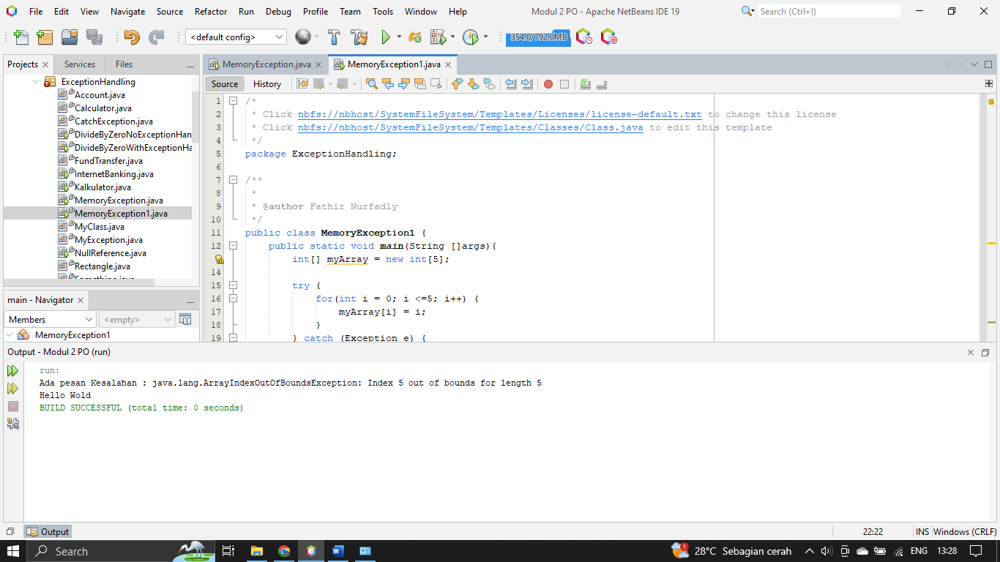 File Edit View Navigate Source Refactor Run Debug Profile Team Tools Window Help
Modul 2 PO - Apache NetBeans IDE 19
Search (Ctrl+I)
<default config>
354.0/792.0MB
Projects Services Files
ExceptionHandling
Account.java
Calculator.java
CatchException.java
DivideByZeroNoExceptionHan
DivideByZeroWithExceptionHa
FundTransfer.java
InternetBanking.java
Kalkulator.java
MemoryException.java
MemoryException1.java
MyClass.java
MyException.java
NullReference.java
Rectangle.java
Something.java
main - Navigator
Members <empty>
MemoryException1
MemoryException.java MemoryException1.java
Source History
1 /*
2 * Click nbfs://nbhost/SystemFileSystem/Templates/Licenses/license-default.txt to change this license
3 * Click nbfs://nbhost/SystemFileSystem/Templates/Classes/Class.java to edit this template
4 */
5 package ExceptionHandling;
6
7 /**
8 *
9 * @author Fathir Nurfadly
10 */
11 public class MemoryException1 {
12 public static void main(String []args){
int[] myArray = new int[5];
14
15 try {
16 for(int i = 0; i <=5; i++) {
17 myArray[i] = i;
18 }
19 } catch (Exception e) {
Output - Modul 2 PO (run)
run:
Ada pesan Kesalahan : java.lang.ArrayIndexOutOfBoundsException: Index 5 out of bounds for length 5
Hello Wold
BUILD SUCCESSFUL (total time: 0 seconds)
Output
22:22 INS Windows (CRLF)
Search
1
28°C Sebagian cerah
ENG 13:28